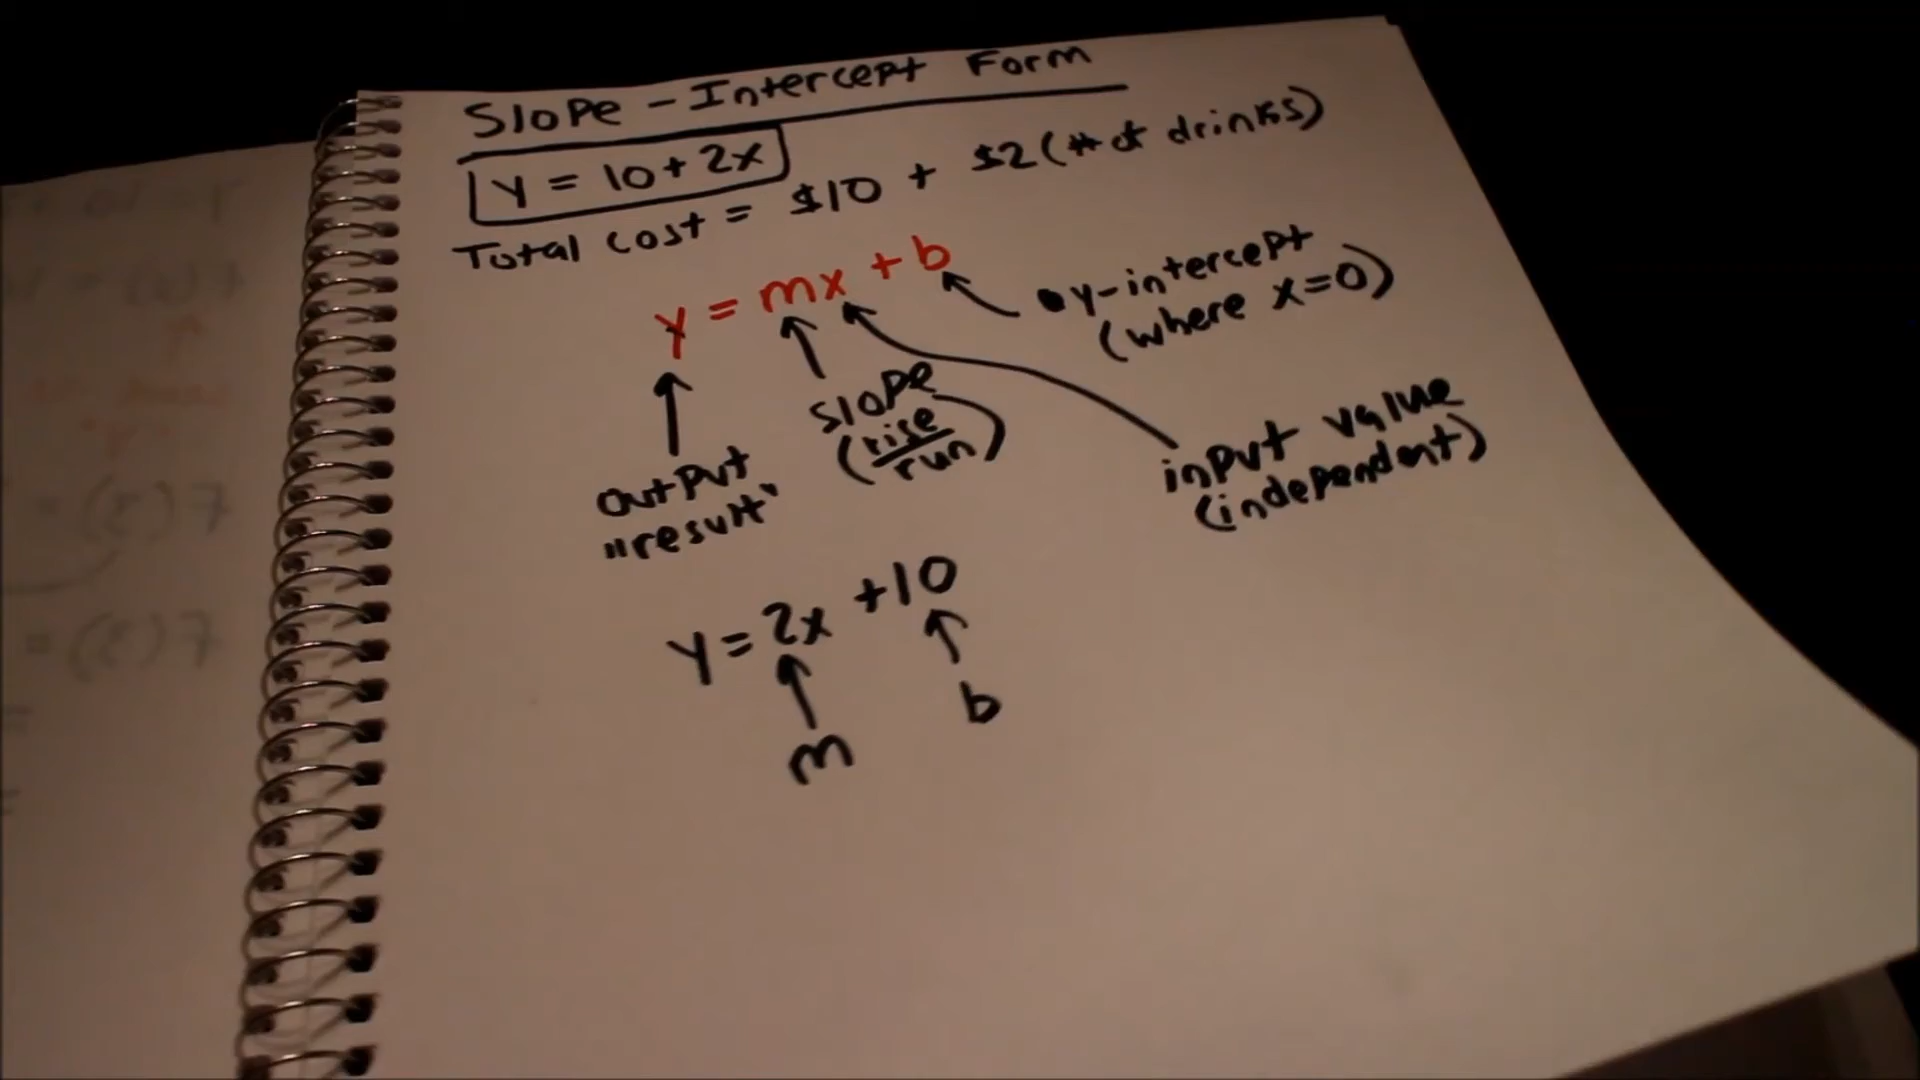 Slope - Intercept Form
y = 10 + 2x
Total cost = $10 + $2 (# of drinks)
y = mx + b
y-intercept
(where x=0)
slope
(rise/run)
input value
(independent)
output
"result"
y = 2x + 10
m
b